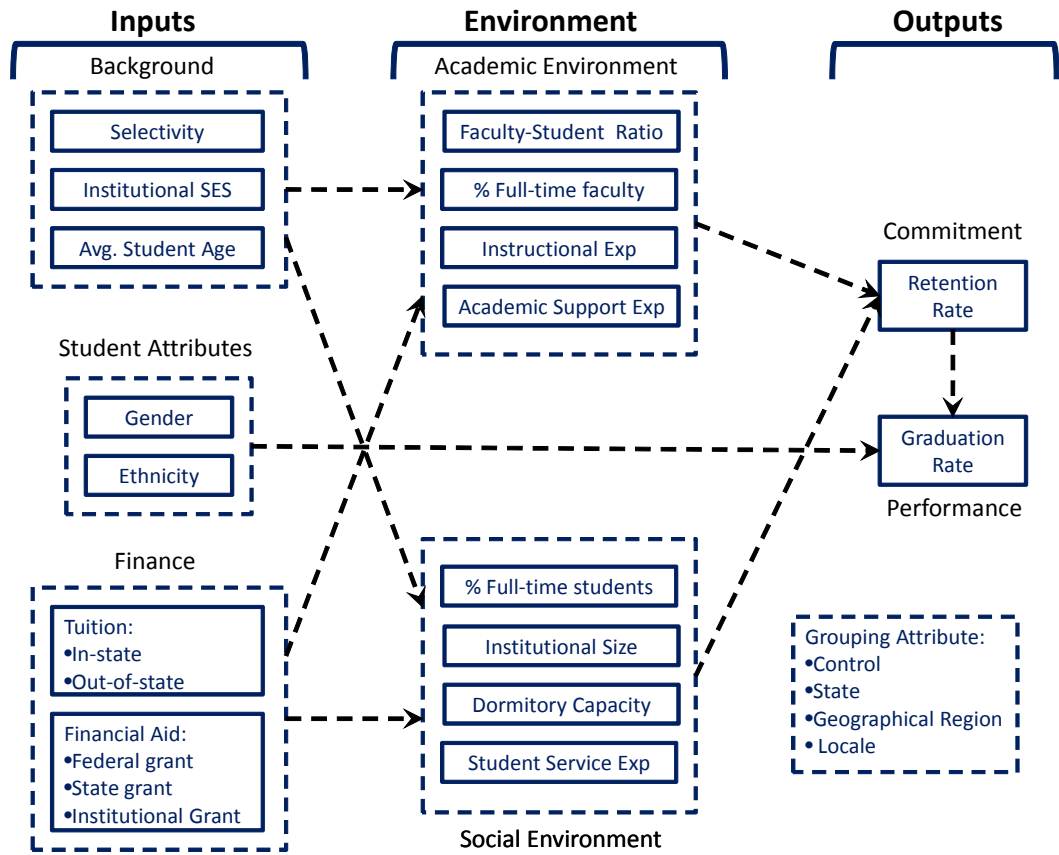 Inputs
Background
Selectivity
Institutional SES
Avg. Student Age
Student Attributes
Gender
Ethnicity
Finance
Tuition:
•In-state
•Out-of-state
Financial Aid:
•Federal grant
•State grant
•Institutional Grant
Environment
Academic Environment
Faculty-Student Ratio
% Full-time faculty
Instructional Exp
Academic Support Exp
% Full-time students
Institutional Size
Dormitory Capacity
Student Service Exp
Social Environment
Outputs
Commitment
Retention
Rate
Graduation
Rate
Performance
Grouping Attribute:
•Control
•State
•Geographical Region
• Locale